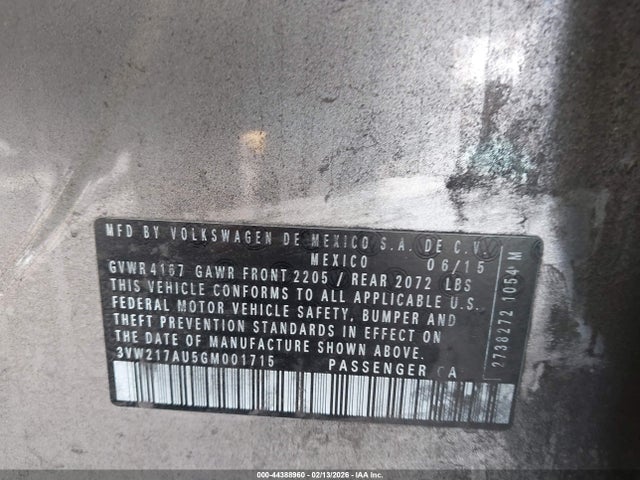 MFD BY VOLKSWAGEN DE MEXICO S.A. DE C.V.
MEXICO 06/15
GVWR 4167 GAWR FRONT 2205 / REAR 2072 LBS
THIS VEHICLE CONFORMS TO ALL APPLICABLE U.S.
FEDERAL MOTOR VEHICLE SAFETY, BUMPER AND
THEFT PREVENTION STANDARDS IN EFFECT ON
THE DATE OF MANUFACTURE SHOWN ABOVE.
3VW217AU5GM001715 PASSENGER CA
2738272 1054 M
000-44388960 - 02/13/2026 - IAA Inc.